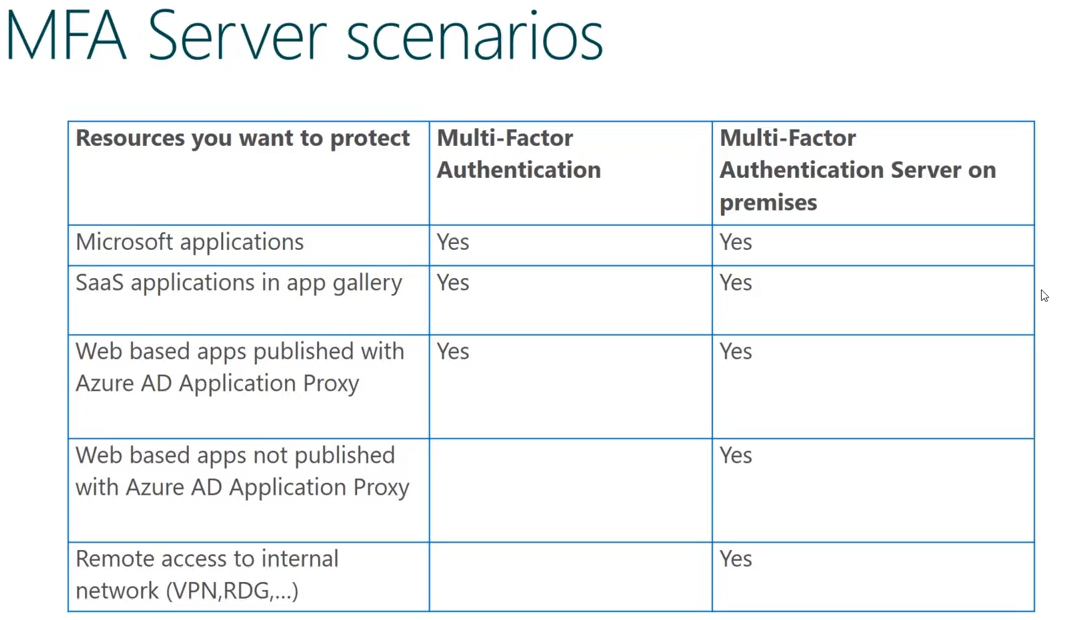 MFA Server scenarios
Resources you want to protect
Multi-Factor
Authentication
Multi-Factor
Authentication Server on
premises
Microsoft applications
Yes
Yes
SaaS applications in app gallery
Yes
Yes
Web based apps published with
Azure AD Application Proxy
Yes
Yes
Web based apps not published
with Azure AD Application Proxy
Yes
Remote access to internal
network (VPN,RDG,...)
Yes